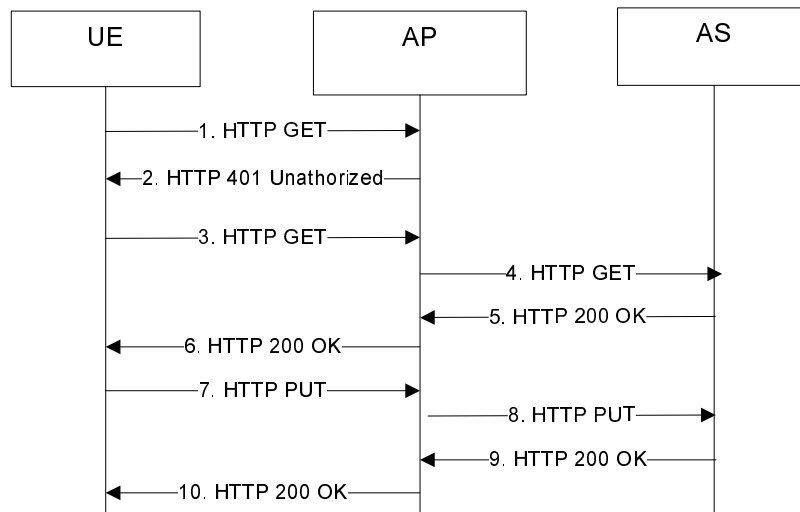 UE
AP
AS
1. HTTP GET
2. HTTP 401 Unathorized
3. HTTP GET
4. HTTP GET
5. HTTP 200 OK
6. HTTP 200 OK
7. HTTP PUT
8. HTTP PUT
9. HTTP 200 OK
10. HTTP 200 OK